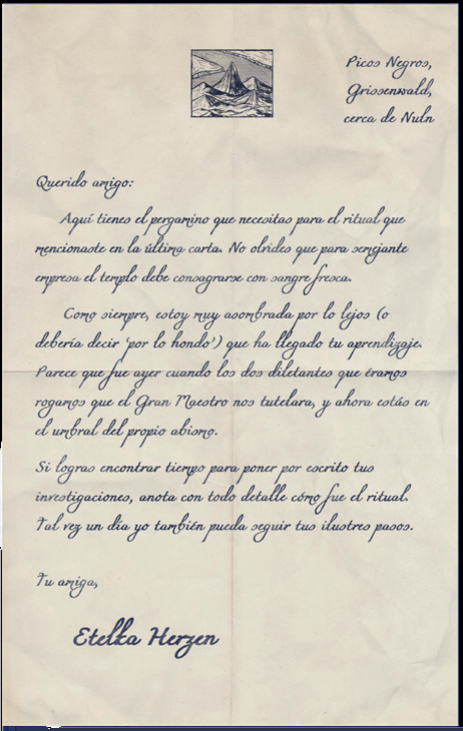 Picos Negros,
Grissenwald,
cerca de Nuln
Querido amigo:
Aquí tienes el pergamino que necesitas para el ritual que
mencionaste en la última carta. No olvides que para semejante
empresa el templo debe consagrarse con sangre fresca.
Como siempre, estoy muy asombrada por lo lejos (o
debería decir 'por lo hondo') que ha llegado tu aprendizaje.
Parece que fue ayer cuando los dos diletantes que éramos
rogamos que el Gran Maestro nos tutelara, y ahora estás en
el umbral del propio abismo.
Si logras encontrar tiempo para poner por escrito tus
investigaciones, anota con todo detalle cómo fue el ritual.
Tal vez un día yo también pueda seguir tus ilustres pasos.
Tu amiga,
Etelka Herzen